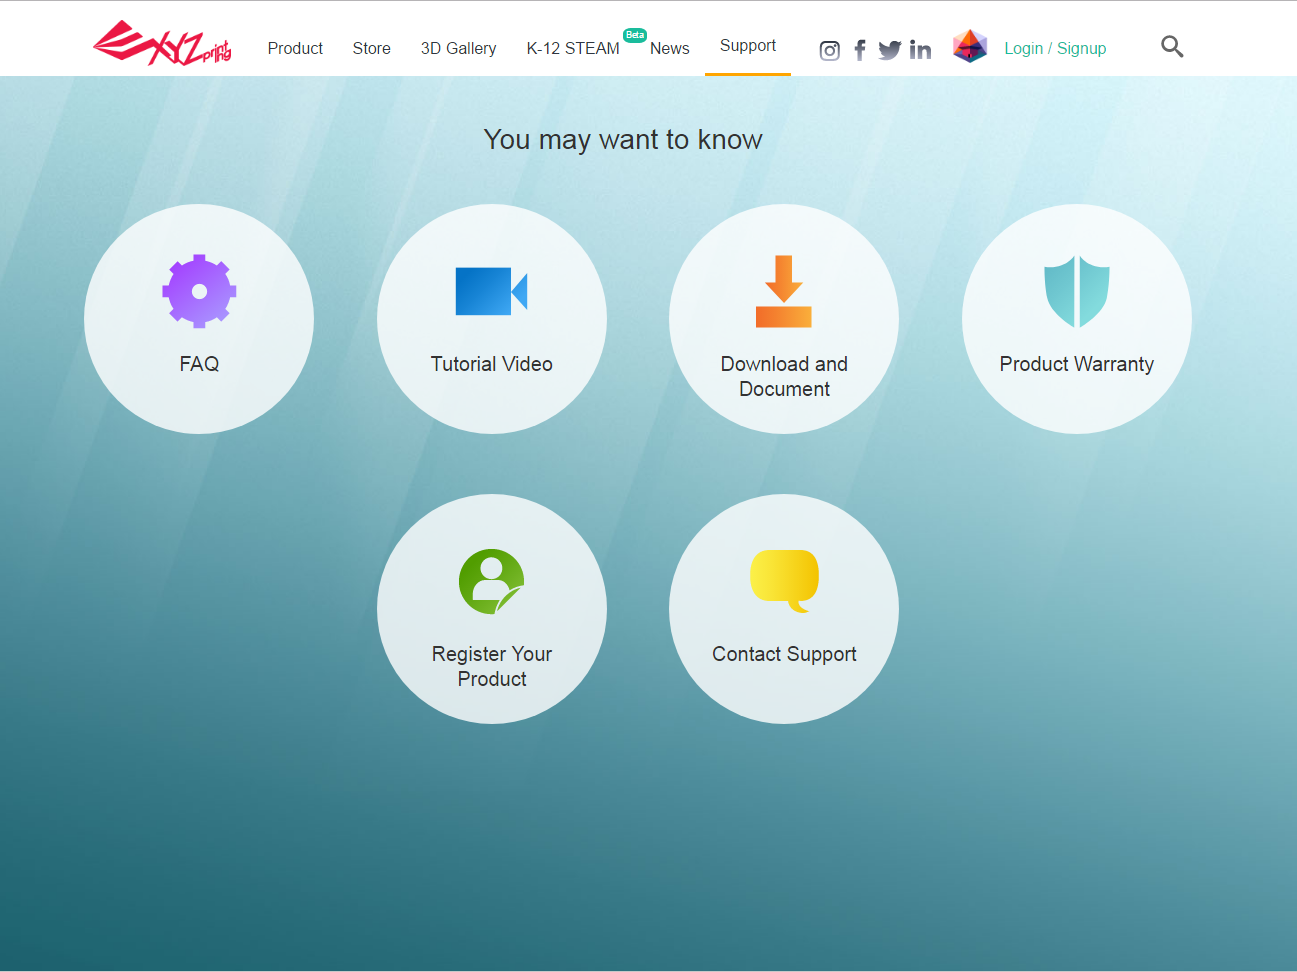 XYZprinting
Product Store 3D Gallery K-12 STEAM Beta News Support Login / Signup
You may want to know
FAQ
Tutorial Video
Download and
Document
Product Warranty
Register Your
Product
Contact Support